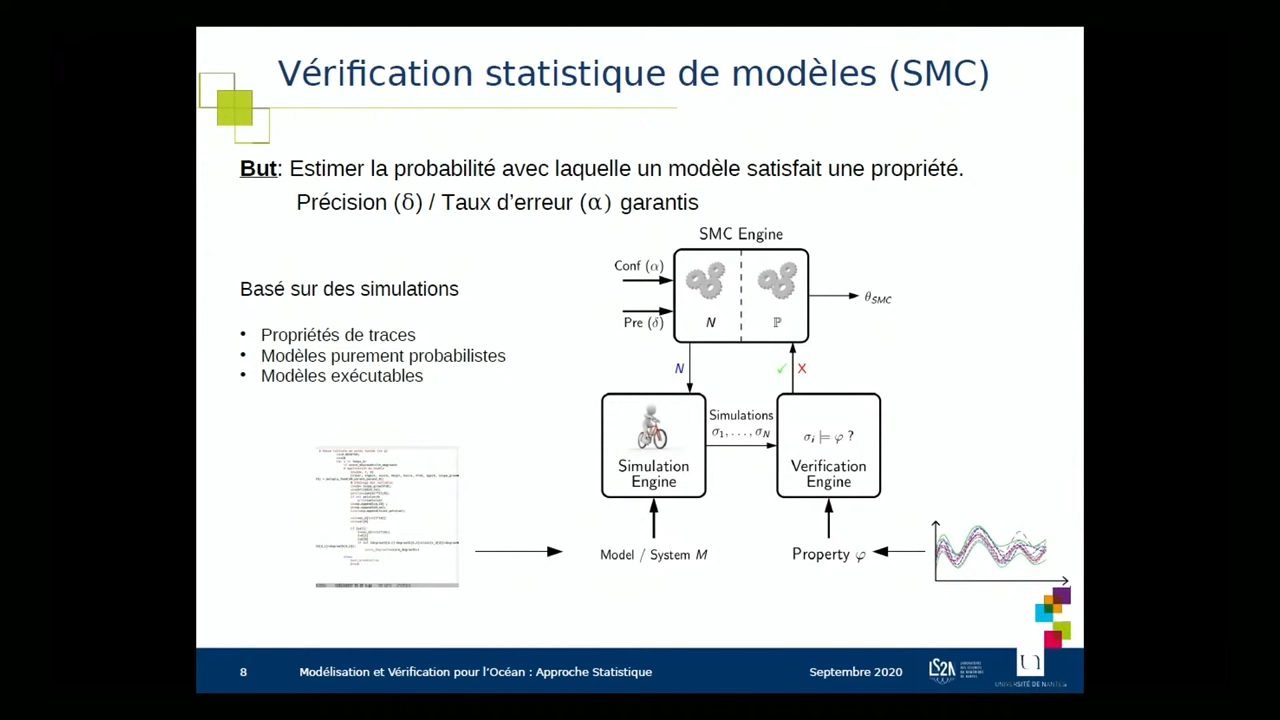 Vérification statistique de modèles (SMC)
But: Estimer la probabilité avec laquelle un modèle satisfait une propriété.
Précision (δ) / Taux d’erreur (α) garantis
SMC Engine
Conf (α)
Pre (δ)
N
ℙ
θSMC
Basé sur des simulations
• Propriétés de traces
• Modèles purement probabilistes
• Modèles exécutables
N
✓ X
Simulations
σ1, . . . , σN
σi ⊨ φ ?
Simulation
Engine
Verification
Engine
Model / System M
Property φ
8
Modélisation et Vérification pour l’Océan : Approche Statistique
Septembre 2020
LS2N
UNIVERSITÉ DE NANTES